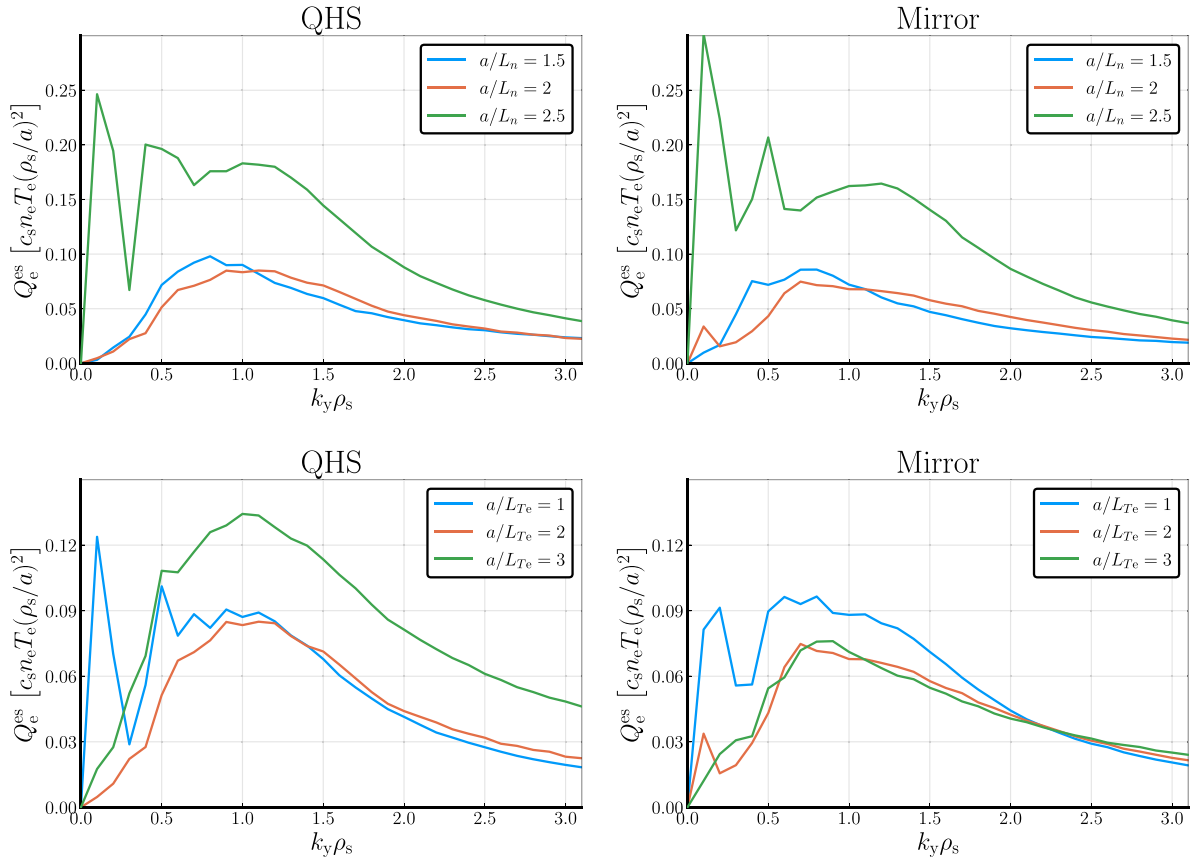 QHS
Mirror
a/L_n = 1.5
a/L_n = 2
a/L_n = 2.5
a/L_n = 1.5
a/L_n = 2
a/L_n = 2.5
Q_e^es [c_s n_e T_e (ρ_s/a)^2]
Q_e^es [c_s n_e T_e (ρ_s/a)^2]
0.25
0.20
0.15
0.10
0.05
0.00
0.25
0.20
0.15
0.10
0.05
0.00
0.0 0.5 1.0 1.5 2.0 2.5 3.0
0.0 0.5 1.0 1.5 2.0 2.5 3.0
k_y ρ_s
k_y ρ_s
QHS
Mirror
a/L_Te = 1
a/L_Te = 2
a/L_Te = 3
a/L_Te = 1
a/L_Te = 2
a/L_Te = 3
Q_e^es [c_s n_e T_e (ρ_s/a)^2]
Q_e^es [c_s n_e T_e (ρ_s/a)^2]
0.12
0.09
0.06
0.03
0.00
0.12
0.09
0.06
0.03
0.00
0.0 0.5 1.0 1.5 2.0 2.5 3.0
0.0 0.5 1.0 1.5 2.0 2.5 3.0
k_y ρ_s
k_y ρ_s